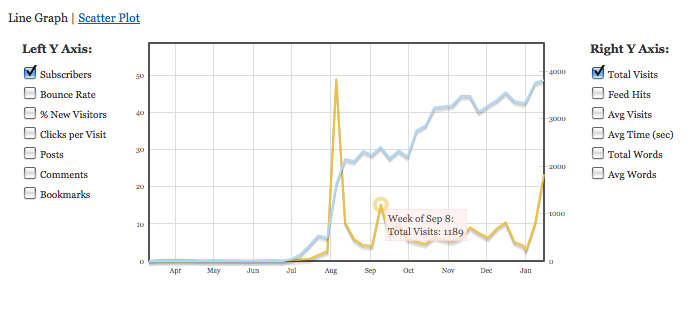 Line Graph | Scatter Plot
Left Y Axis:
Subscribers
Bounce Rate
% New Visitors
Clicks per Visit
Posts
Comments
Bookmarks
50
40
30
20
10
0
4000
3000
2000
1000
0
Week of Sep 8:
Total Visits: 1189
Apr May Jun Jul Aug Sep Oct Nov Dec Jan
Right Y Axis:
Total Visits
Feed Hits
Avg Visits
Avg Time (sec)
Total Words
Avg Words